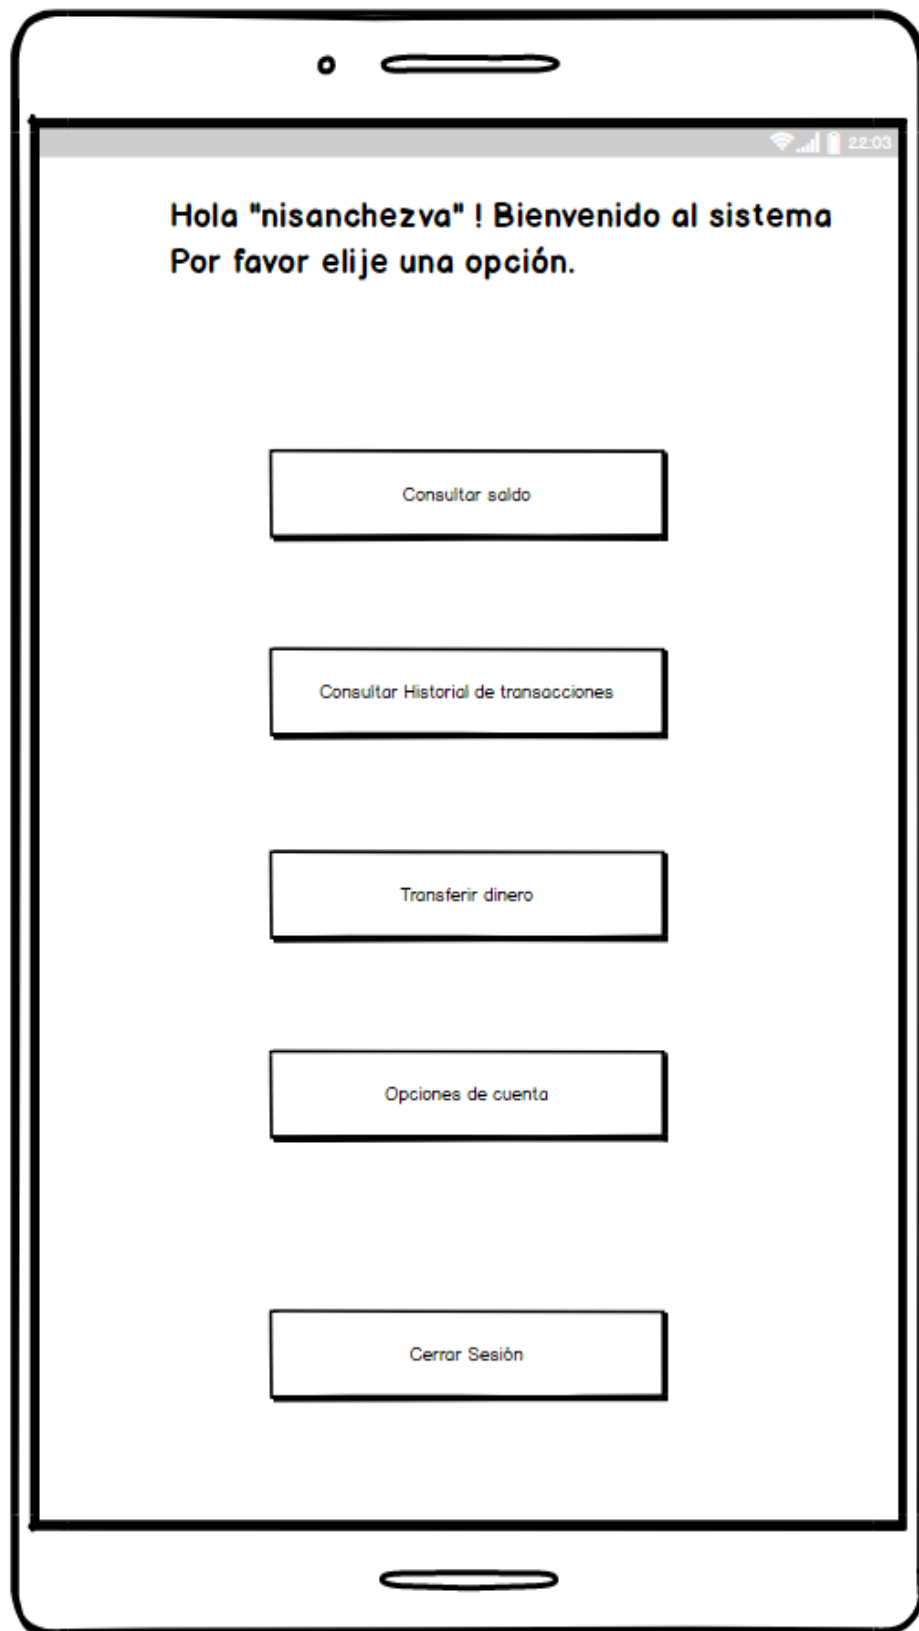 22:03
Hola "nisanchezva" ! Bienvenido al sistema
Por favor elije una opción.
Consultar saldo
Consultar Historial de transacciones
Transferir dinero
Opciones de cuenta
Cerrar Sesión